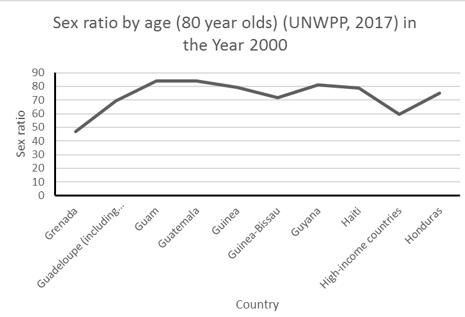 Sex ratio by age (80 year olds) (UNWPP, 2017) in
the Year 2000
90
80
70
60
50
40
30
20
10
0
Sex ratio
Grenada
Guadeloupe (including...
Guam
Guatemala
Guinea
Guinea-Bissau
Guyana
Haiti
High-income countries
Honduras
Country